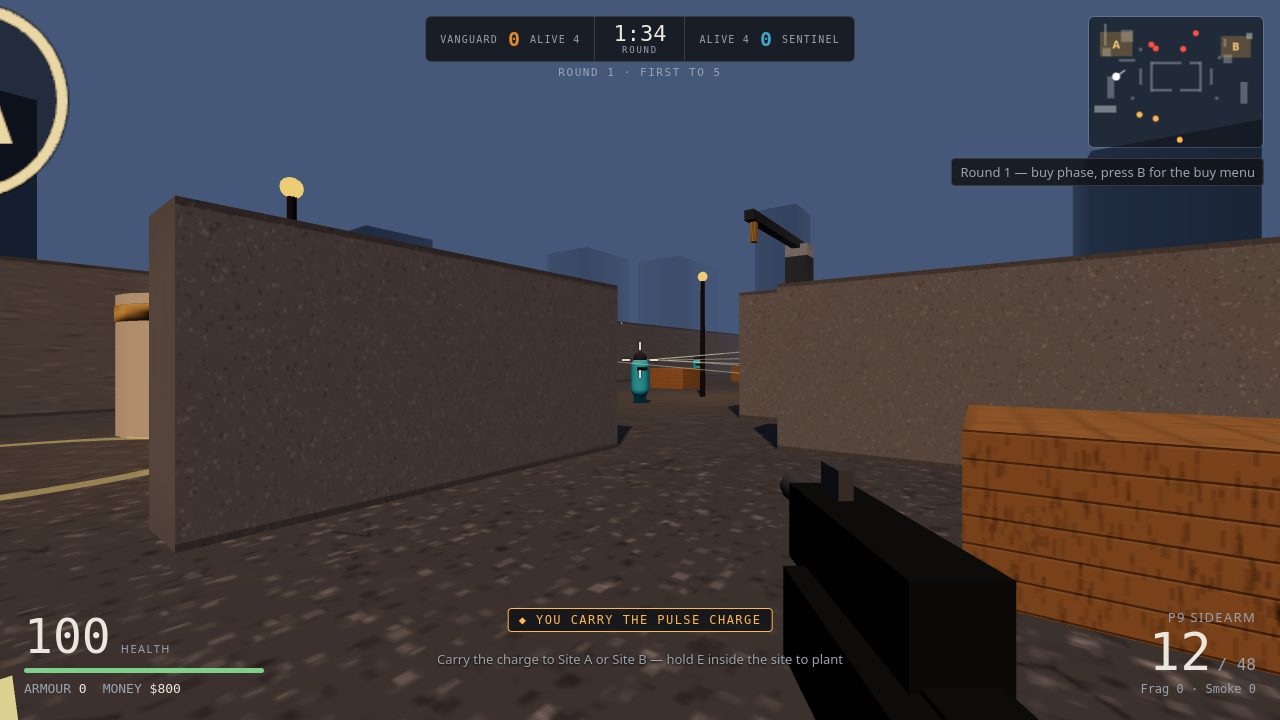 VANGUARD 0 ALIVE 4
1:34
ROUND
ALIVE 4 0 SENTINEL
ROUND 1 · FIRST TO 5
A
B
Round 1 — buy phase, press B for the buy menu
A
◆ YOU CARRY THE PULSE CHARGE
Carry the charge to Site A or Site B — hold E inside the site to plant
100 HEALTH
ARMOUR 0 MONEY $800
P9 SIDEARM
12 / 48
Frag 0 · Smoke 0